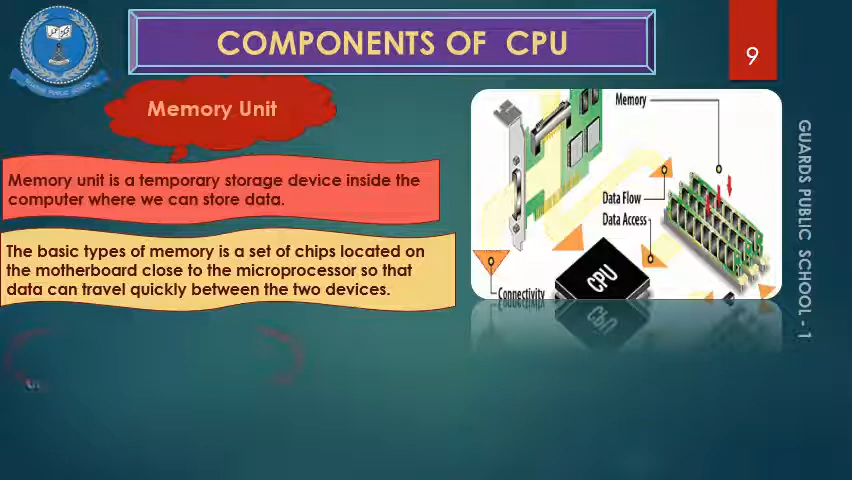 COMPONENTS OF CPU
9
Memory Unit
Memory unit is a temporary storage device inside the
computer where we can store data.
The basic types of memory is a set of chips located on
the motherboard close to the microprocessor so that
data can travel quickly between the two devices.
Memory
Data Flow
Data Access
CPU
Connectivity
GUARDS PUBLIC SCHOOL - 1